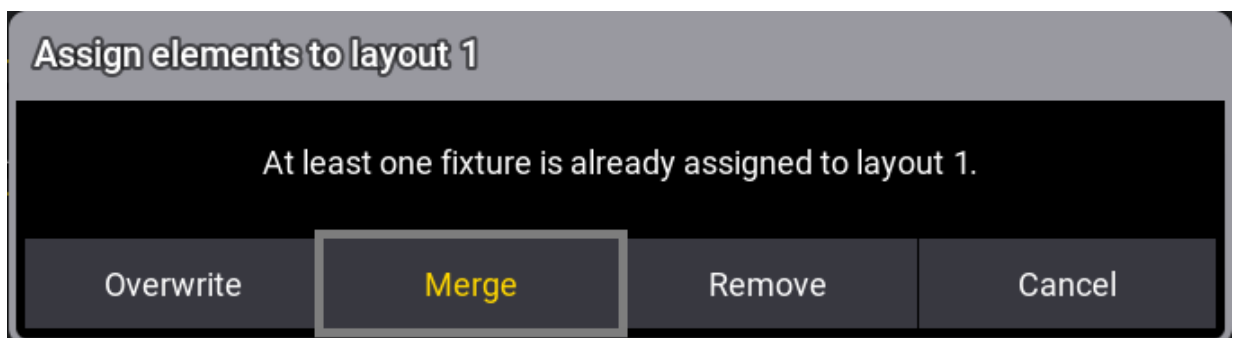 Assign elements to layout 1
At least one fixture is already assigned to layout 1.
Overwrite Merge Remove Cancel